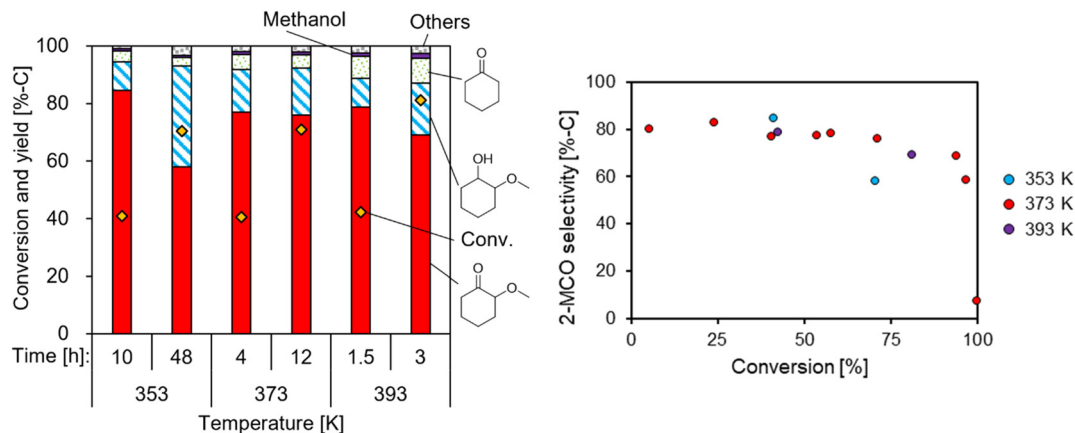 Methanol
Others
Conversion and yield [%-C]
100
80
60
40
20
0
O
OH
O
Conv.
O
O
Time [h]:
10
48
4
12
1.5
3
353
373
393
Temperature [K]
2-MCO selectivity [%-C]
100
80
60
40
20
0
0
25
50
75
100
Conversion [%]
353 K
373 K
393 K